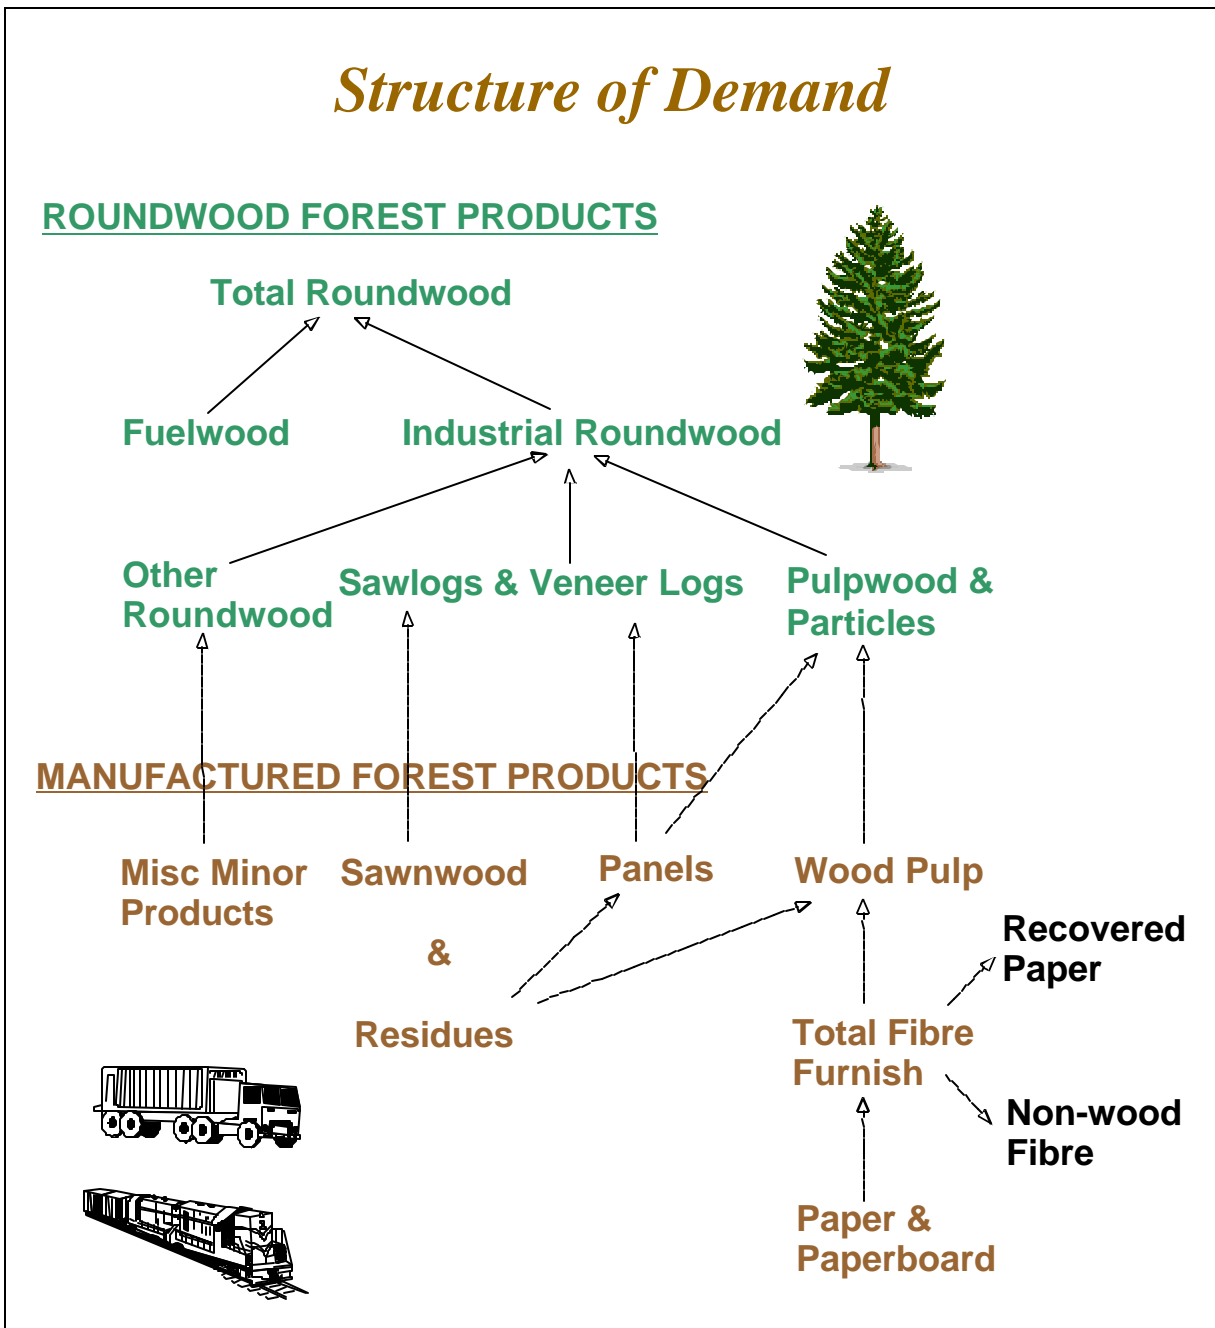 Structure of Demand
ROUNDWOOD FOREST PRODUCTS
Total Roundwood
Fuelwood
Industrial Roundwood
Other
Roundwood
Sawlogs & Veneer Logs
Pulpwood &
Particles
MANUFACTURED FOREST PRODUCTS
Misc Minor
Products
Sawnwood
&
Residues
Panels
Wood Pulp
Recovered
Paper
Total Fibre
Furnish
Non-wood
Fibre
Paper &
Paperboard